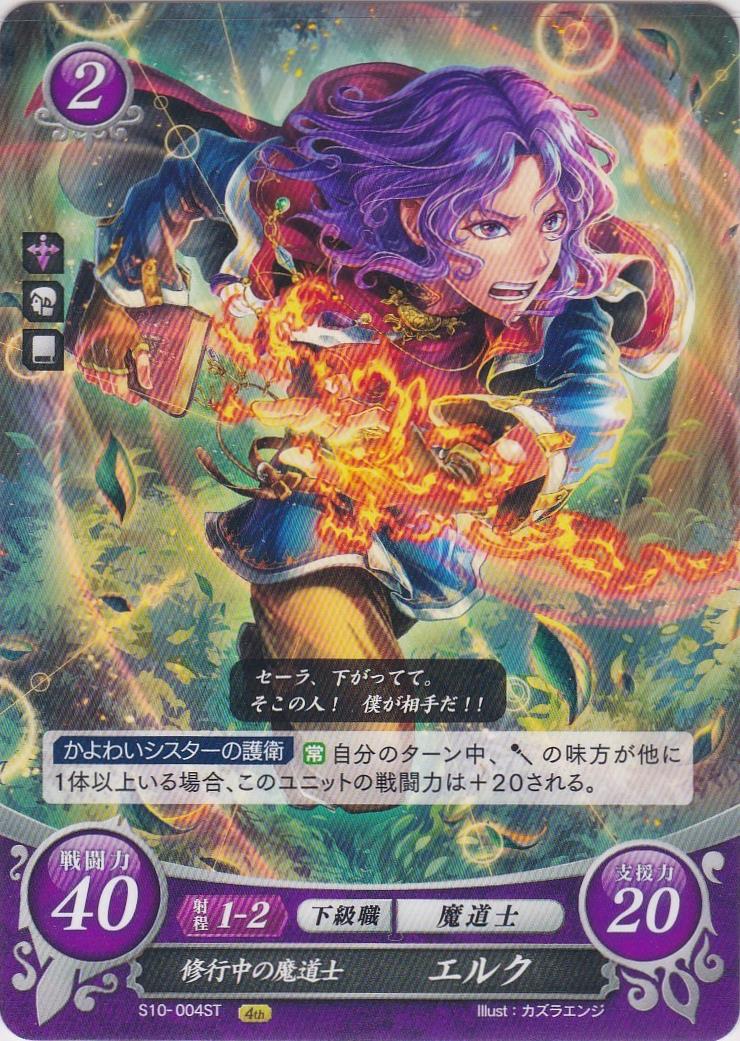 2
セーラ、下がってて。
そこの人！ 僕が相手だ！！
かよわいシスターの護衛 常 自分のターン中、の味方が他に
1体以上いる場合、このユニットの戦闘力は＋20される。
戦闘力
40
射程 1-2
下級職 魔道士
支援力
20
修行中の魔道士 エルク
S10-004ST 4th Illust：カズラエンジ